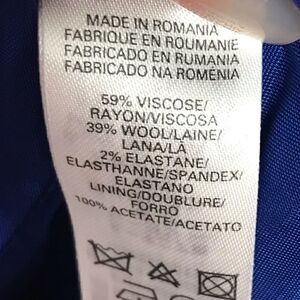 MADE IN ROMANIA
FABRIQUE EN ROUMANIE
FABRICADO EN RUMANIA
FABRICADO NA ROMÉNIA
59% VISCOSE/
RAYON/VISCOSA
39% WOOL/LAINE/
LANA/LÃ
2% ELASTANE/
ELASTHANNE/SPANDEX/
ELASTANO
LINING/DOUBLURE/
FORRO
100% ACETATE/ACETATO